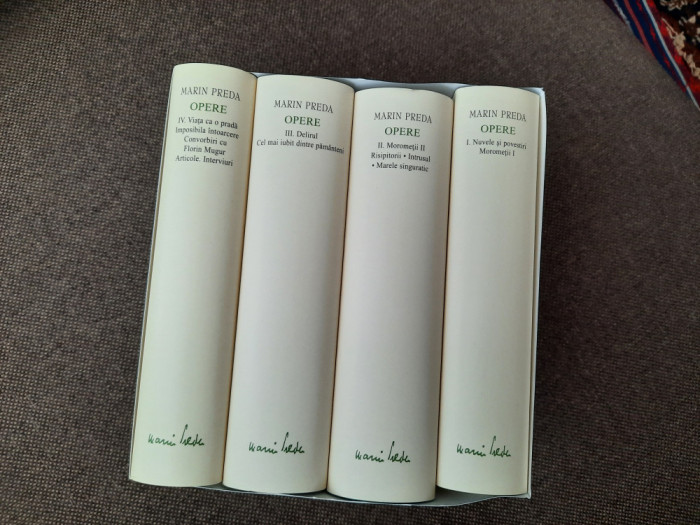 MARIN PREDA
OPERE
IV. Viața ca o pradă
Imposibila întoarcere
Convorbiri cu
Florin Mugur
Articole. Interviuri
marin preda
MARIN PREDA
OPERE
III. Delirul
Cel mai iubit dintre pământeni
marin preda
MARIN PREDA
OPERE
II. Moromeții II
Risipitorii • Intrusul
• Marele singuratic
marin preda
MARIN PREDA
OPERE
I. Nuvele și povestiri
Moromeții I
marin preda